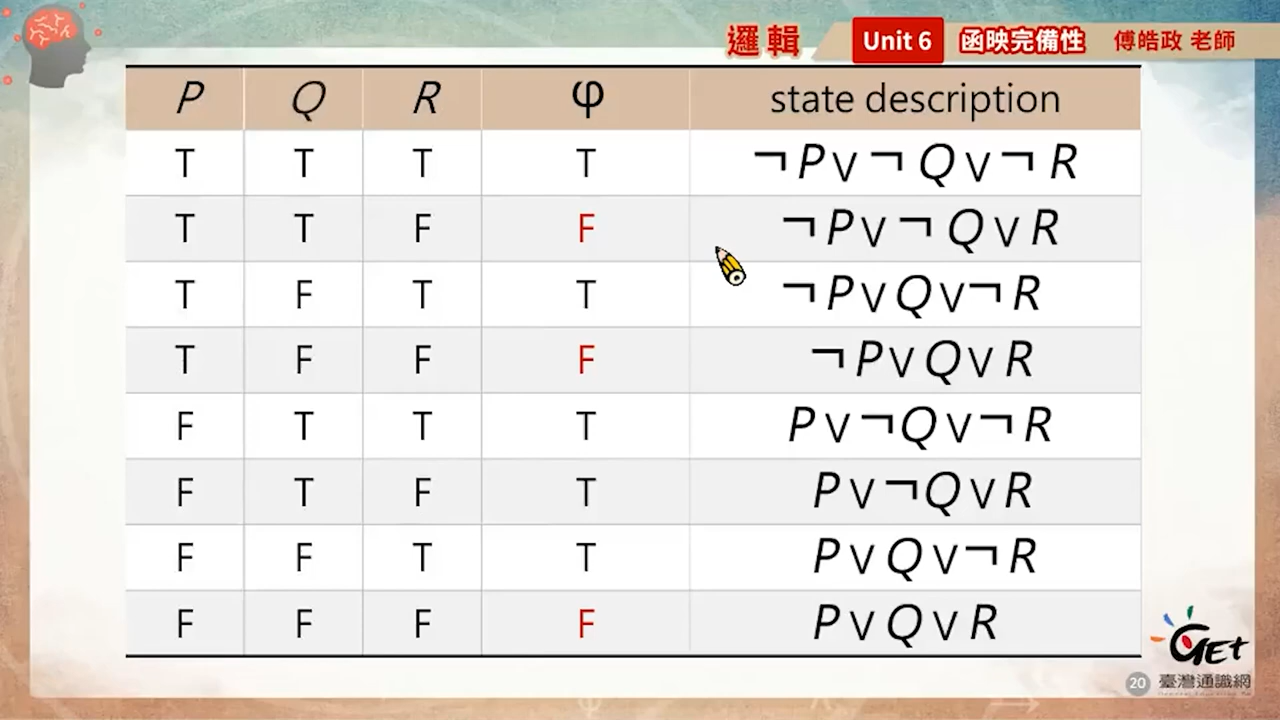 邏輯 Unit 6 函映完備性 傅皓政 老師
P Q R φ state description
T T T T ¬P∨¬Q∨¬R
T T F F ¬P∨¬Q∨R
T F T T ¬P∨Q∨¬R
T F F F ¬P∨Q∨R
F T T T P∨¬Q∨¬R
F T F T P∨¬Q∨R
F F T T P∨Q∨¬R
F F F F P∨Q∨R
GET
20 臺灣通識網